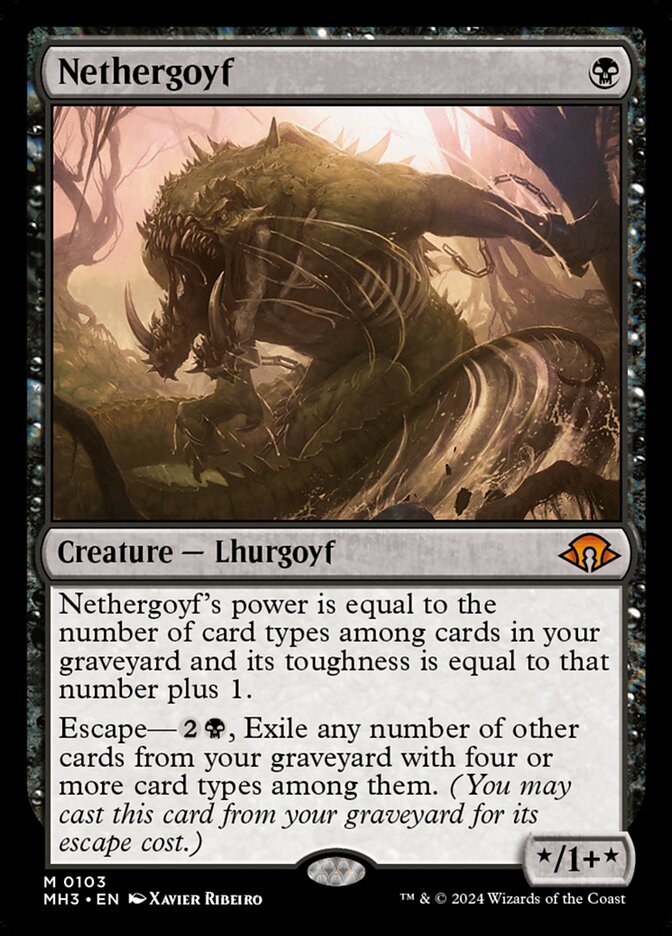 Nethergoyf
Creature — Lhurgoyf
Nethergoyf's power is equal to the
number of card types among cards in your
graveyard and its toughness is equal to that
number plus 1.
Escape—2, Exile any number of other
cards from your graveyard with four or
more card types among them. (You may
cast this card from your graveyard for its
escape cost.)
★/1+★
M 0103
MH3 • EN Xavier Ribeiro
™ & © 2024 Wizards of the Coast